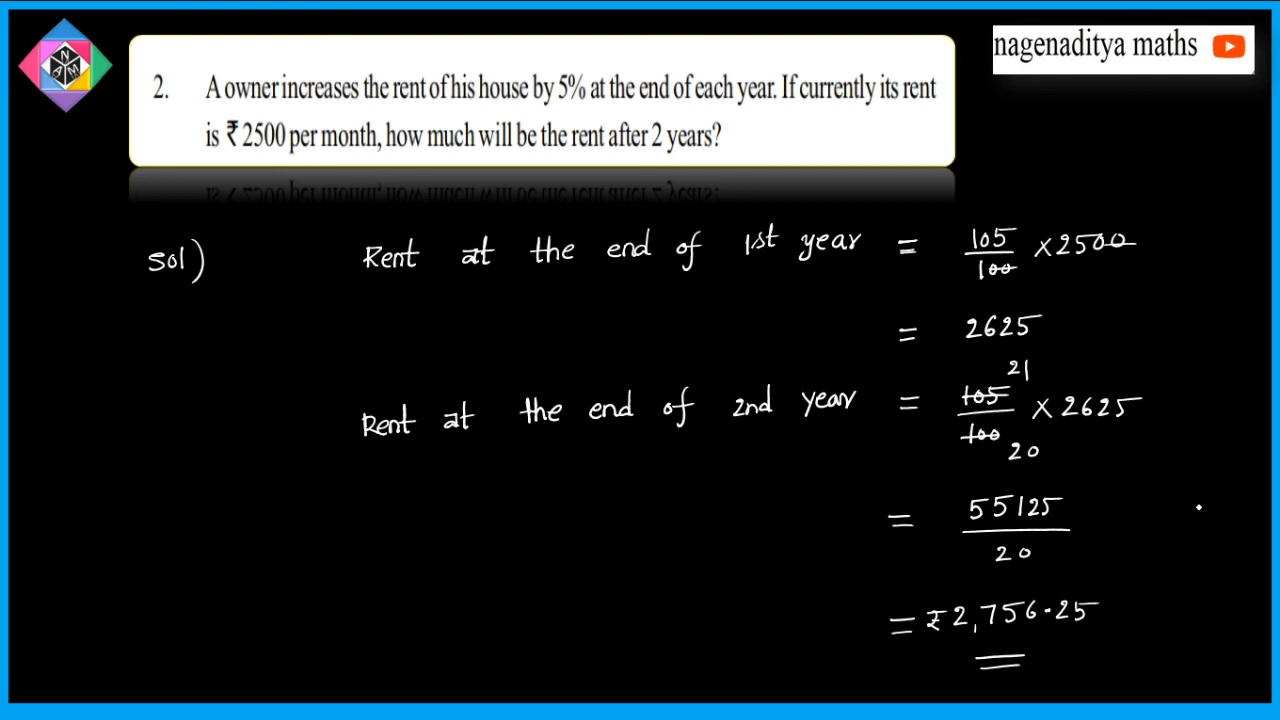 N
A M
nagenaditya maths
2. A owner increases the rent of his house by 5% at the end of each year. If currently its rent
is ₹ 2500 per month, how much will be the rent after 2 years?
Sol) Rent at the end of 1st year = 105/100 × 2500
= 2625
21
Rent at the end of 2nd year = 105/100 × 2625
20
= 55125/20
= ₹ 2,756.25